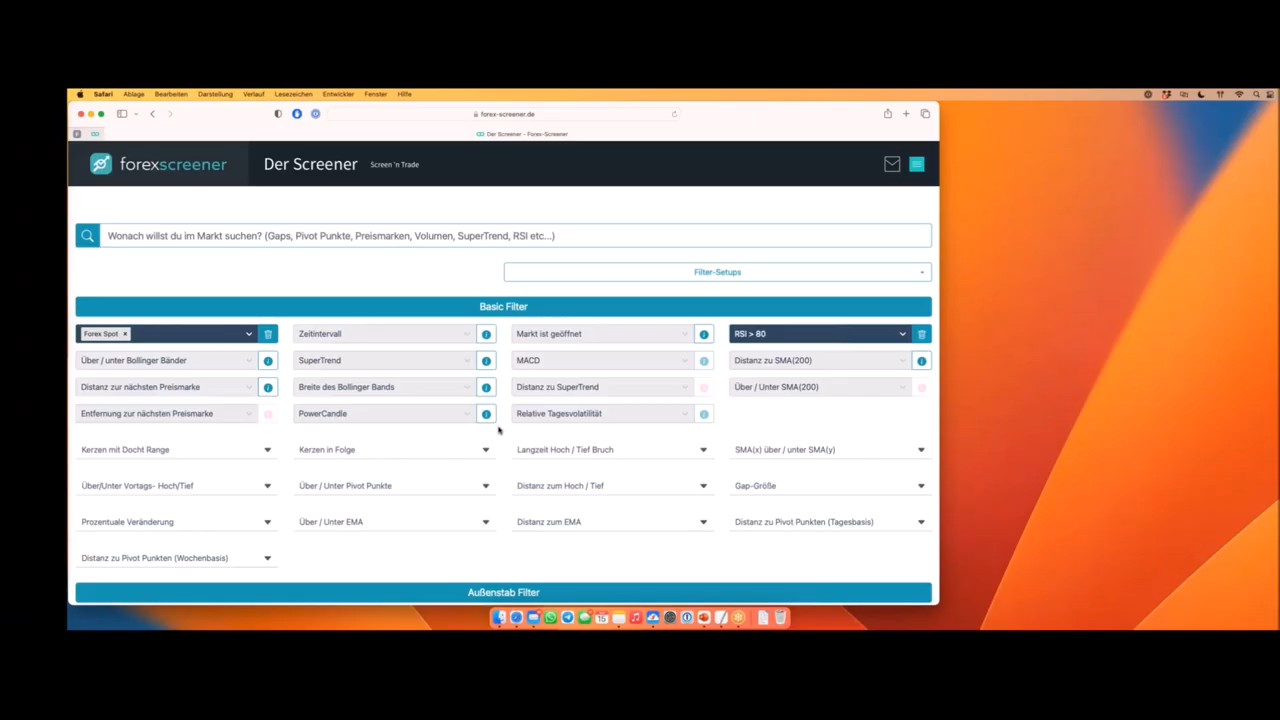 Safari Ablage Bearbeiten Darstellung Verlauf Lesezeichen Entwickler Fenster Hilfe
forex-screener.de
Der Screener - Forex-Screener
forexscreener Der Screener Screen 'n Trade
Wonach willst du im Markt suchen? (Gaps, Pivot Punkte, Preismarken, Volumen, SuperTrend, RSI etc...)
Filter-Setups
Basic Filter
Forex Spot × Zeitintervall Markt ist geöffnet RSI > 80
Über / unter Bollinger Bänder SuperTrend MACD Distanz zu SMA(200)
Distanz zur nächsten Preismarke Breite des Bollinger Bands Distanz zu SuperTrend Über / Unter SMA(200)
Entfernung zur nächsten Preismarke PowerCandle Relative Tagesvolatilität
Kerzen mit Docht Range Kerzen in Folge Langzeit Hoch / Tief Bruch SMA(x) über / unter SMA(y)
Über/Unter Vortags- Hoch/Tief Über / Unter Pivot Punkte Distanz zum Hoch / Tief Gap-Größe
Prozentuale Veränderung Über / Unter EMA Distanz zum EMA Distanz zu Pivot Punkten (Tagesbasis)
Distanz zu Pivot Punkten (Wochenbasis)
Außenstab Filter